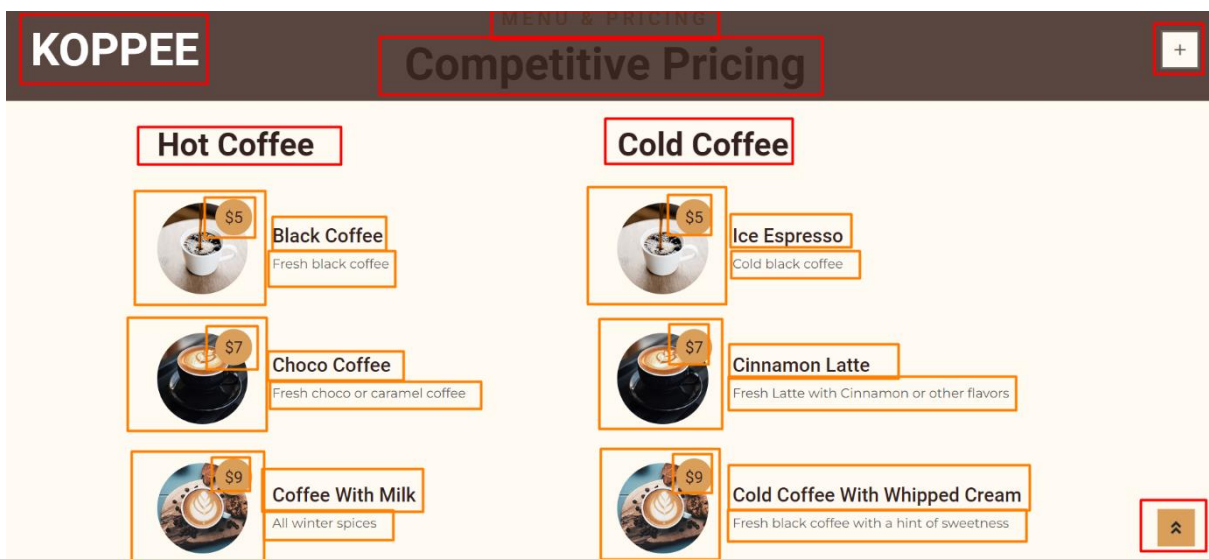 MENU & PRICING
KOPPEE
Competitive Pricing
+
Hot Coffee
$5
Black Coffee
Fresh black coffee
$7
Choco Coffee
Fresh choco or caramel coffee
$9
Coffee With Milk
All winter spices
Cold Coffee
$5
Ice Espresso
Cold black coffee
$7
Cinnamon Latte
Fresh Latte with Cinnamon or other flavors
$9
Cold Coffee With Whipped Cream
Fresh black coffee with a hint of sweetness